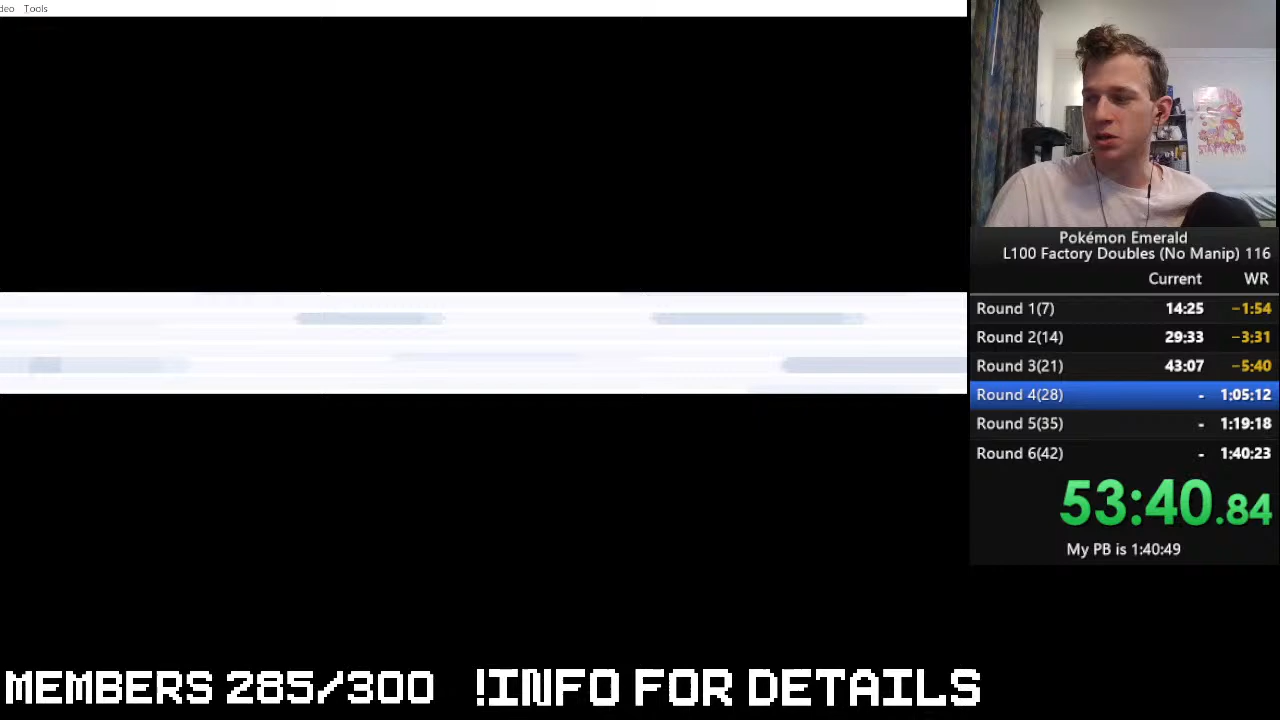 deo Tools
Pokémon Emerald
L100 Factory Doubles (No Manip) 116
Current WR
Round 1(7) 14:25 −1:54
Round 2(14) 29:33 −3:31
Round 3(21) 43:07 −5:40
Round 4(28) - 1:05:12
Round 5(35) - 1:19:18
Round 6(42) - 1:40:23
53:40.84
My PB is 1:40:49
MEMBERS 285/300 !INFO FOR DETAILS